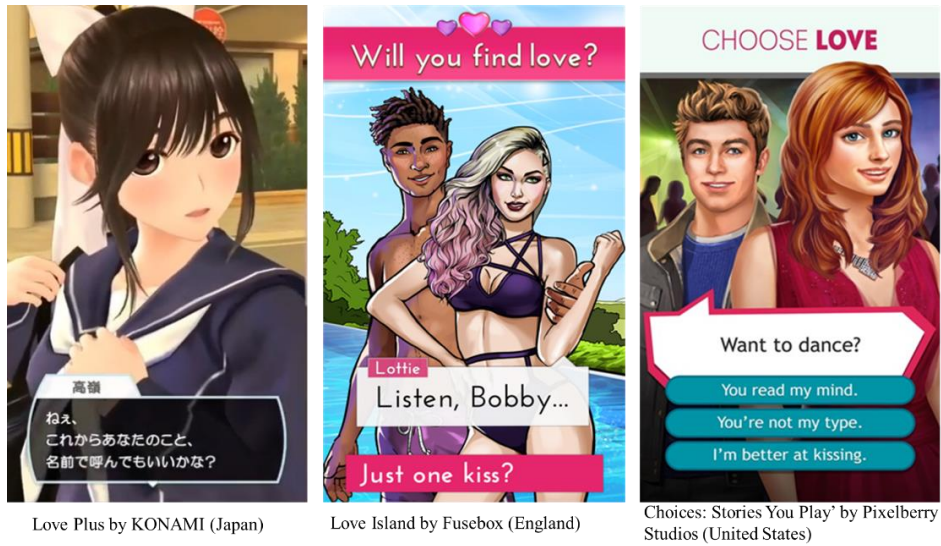 高嶺
ねぇ、
これからあなたのこと、
名前で呼んでもいいかな?
Love Plus by KONAMI (Japan)
Will you find love?
Lottie
Listen, Bobby...
Just one kiss?
Love Island by Fusebox (England)
CHOOSE LOVE
Want to dance?
You read my mind.
You're not my type.
I'm better at kissing.
Choices: Stories You Play’ by Pixelberry
Studios (United States)